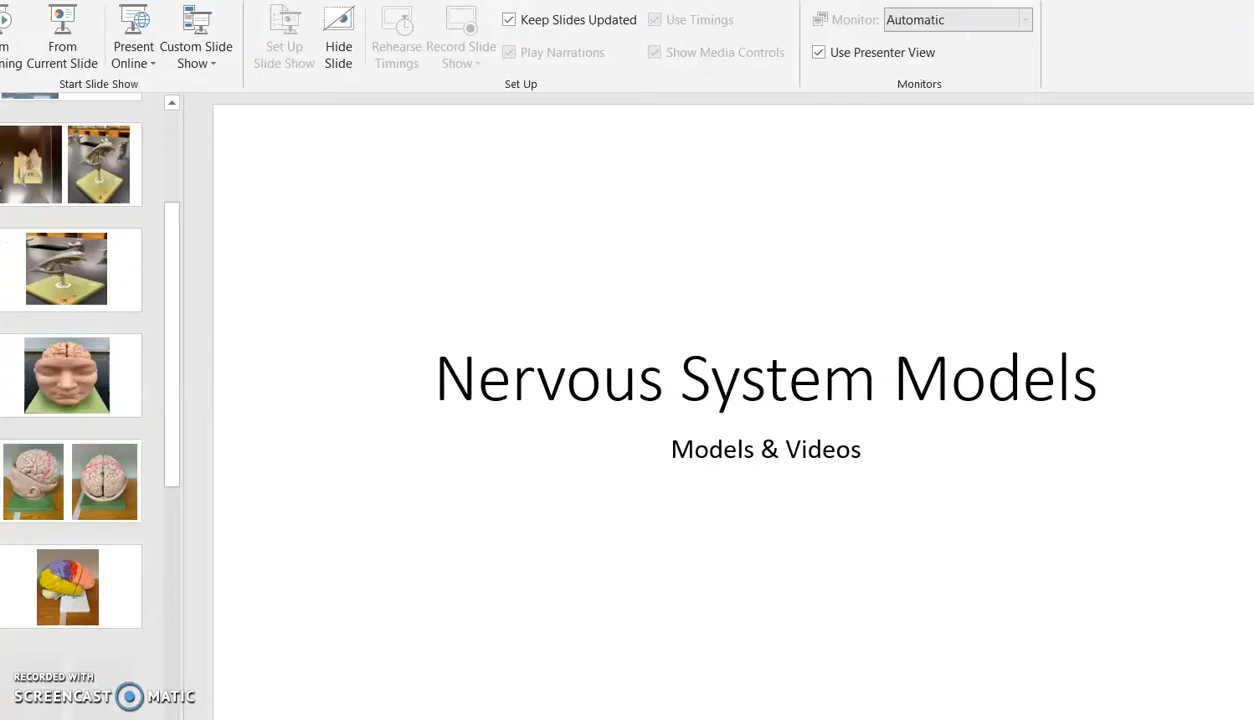 Keep Slides Updated
Use Timings
Monitor:
Automatic
From
Current Slide
Present
Online
Custom Slide
Show
Set Up
Slide Show
Hide
Slide
Rehearse
Timings
Record Slide
Show
Play Narrations
Show Media Controls
Use Presenter View
Start Slide Show
Set Up
Monitors
Nervous System Models
Models & Videos
RECORDED WITH
SCREENCAST MATIC